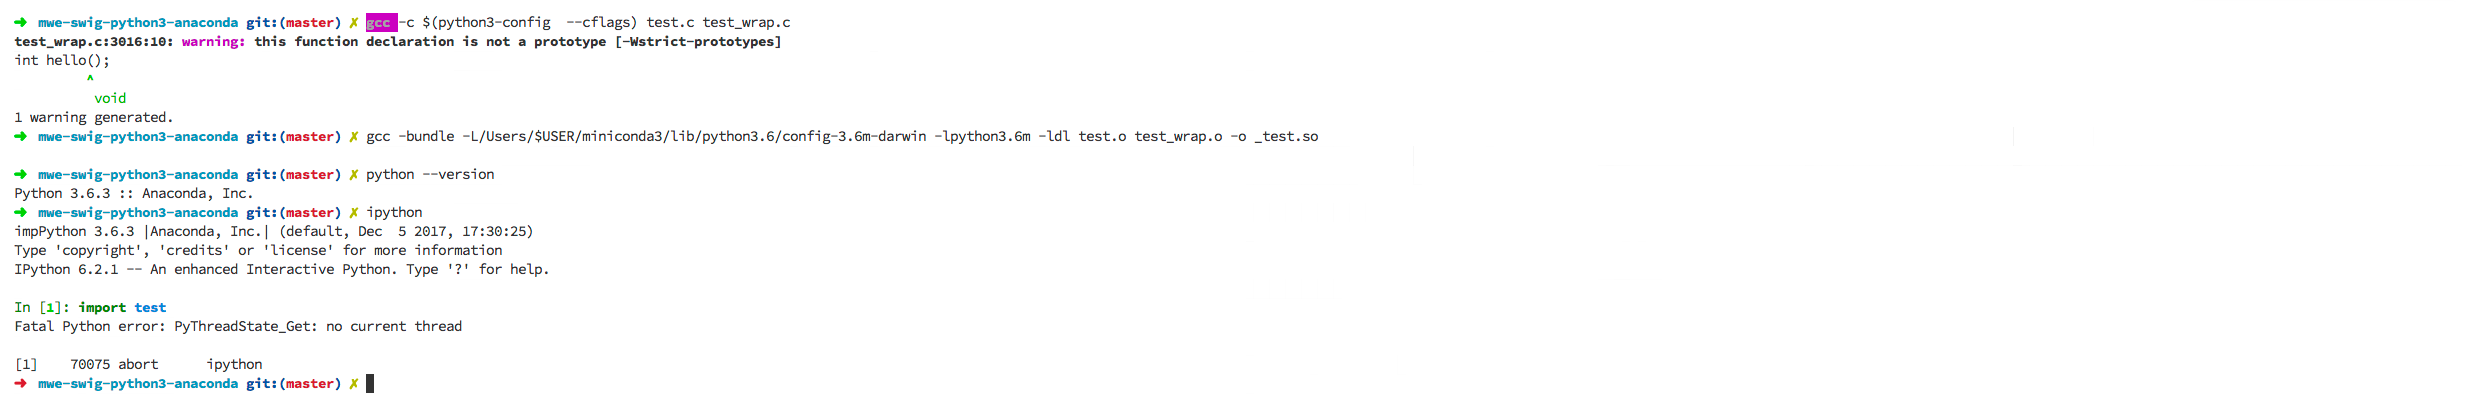 ➜ mwe-swig-python3-anaconda git:(master) ✗ gcc -c $(python3-config  --cflags) test.c test_wrap.c
test_wrap.c:3016:10: warning: this function declaration is not a prototype [-Wstrict-prototypes]
int hello();
^
void
1 warning generated.
➜ mwe-swig-python3-anaconda git:(master) ✗ gcc -bundle -L/Users/$USER/miniconda3/lib/python3.6/config-3.6m-darwin -lpython3.6m -ldl test.o test_wrap.o -o _test.so
➜ mwe-swig-python3-anaconda git:(master) ✗ python --version
Python 3.6.3 :: Anaconda, Inc.
➜ mwe-swig-python3-anaconda git:(master) ✗ ipython
impPython 3.6.3 |Anaconda, Inc.| (default, Dec  5 2017, 17:30:25)
Type 'copyright', 'credits' or 'license' for more information
IPython 6.2.1 -- An enhanced Interactive Python. Type '?' for help.
In [1]: import test
Fatal Python error: PyThreadState_Get: no current thread
[1]    70075 abort      ipython
➜ mwe-swig-python3-anaconda git:(master) ✗